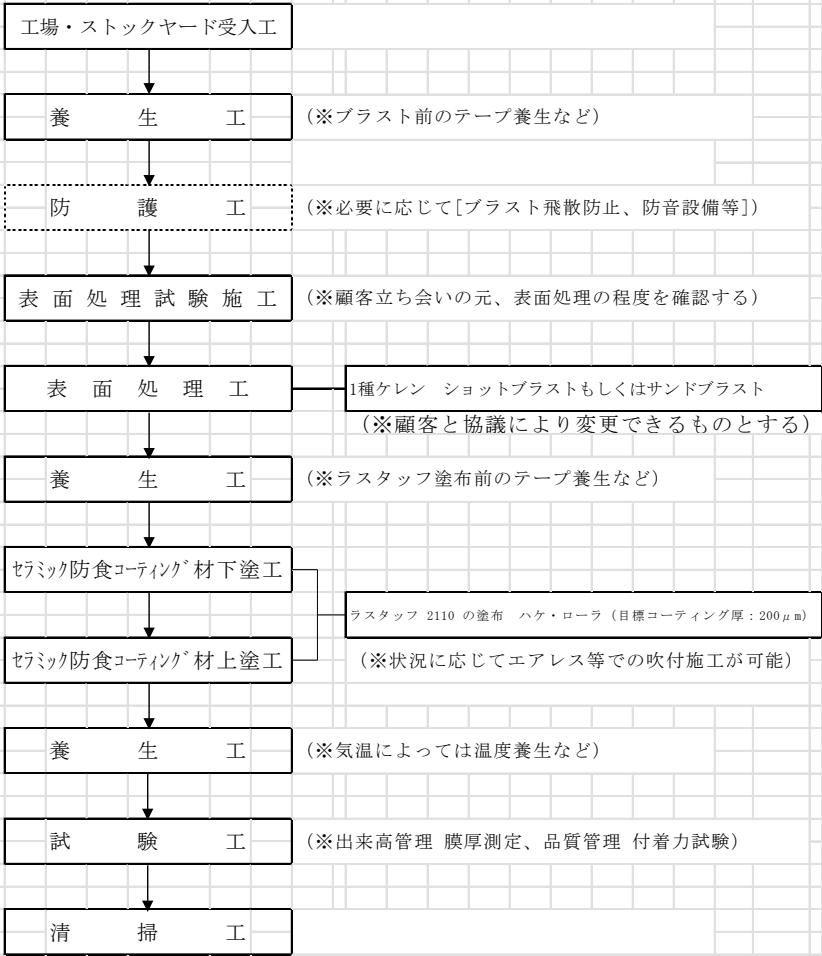 工場・ストックヤード受入工
養生工 (※ブラスト前のテープ養生など)
防護工 (※必要に応じて[ブラスト飛散防止、防音設備等])
表面処理試験施工 (※顧客立ち会いの元、表面処理の程度を確認する)
表面処理工 1種ケレン　ショットブラストもしくはサンドブラスト
(※顧客と協議により変更できるものとする)
養生工 (※ラスタッフ塗布前のテープ養生など)
ｾﾗﾐｯｸ防食ｺｰﾃｨﾝｸﾞ材下塗工
ラスタッフ 2110 の塗布　ハケ・ローラ (目標コーティング厚：200μm)
ｾﾗﾐｯｸ防食ｺｰﾃｨﾝｸﾞ材上塗工 (※状況に応じてエアレス等での吹付施工が可能)
養生工 (※気温によっては温度養生など)
試験工 (※出来高管理 膜厚測定、品質管理 付着力試験)
清掃工